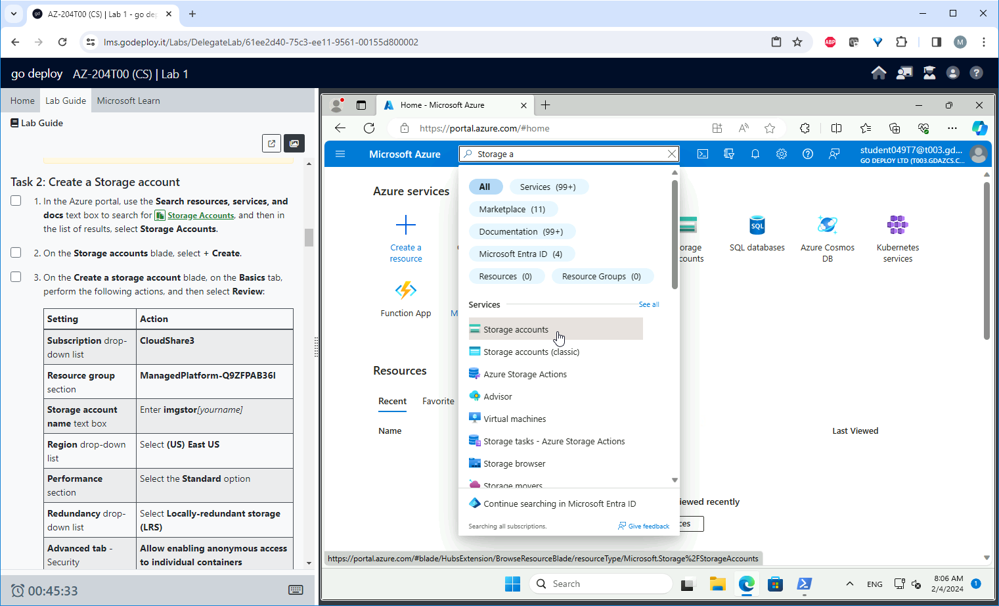 AZ-204T00 (CS) | Lab 1 - go de
lms.godeploy.it/Labs/DelegateLab/61ee2d40-75c3-ee11-9561-00155d800002
ABP
M
go deploy AZ-204T00 (CS) | Lab 1
Home Lab Guide Microsoft Learn
Lab Guide
Task 2: Create a Storage account
1. In the Azure portal, use the Search resources, services, and
docs text box to search for Storage Accounts, and then in
the list of results, select Storage Accounts.
2. On the Storage accounts blade, select + Create.
3. On the Create a storage account blade, on the Basics tab,
perform the following actions, and then select Review:
Setting Action
Subscription drop-
down list
CloudShare3
Resource group
section
ManagedPlatform-Q9ZFPAB36I
Storage account
name text box
Enter imgstor[yourname]
Region drop-down
list
Select (US) East US
Performance
section
Select the Standard option
Redundancy drop-
down list
Select Locally-redundant storage
(LRS)
Advanced tab -
Security
Allow enabling anonymous access
to individual containers
00:45:33
Home - Microsoft Azure
https://portal.azure.com/#home
Microsoft Azure
Storage a
student049T7@t003.gd...
GO DEPLOY LTD (T003.GDAZCS.C...
Azure services
Create a
resource
orage
counts
SQL
SQL databases
Azure Cosmos
DB
Kubernetes
services
Function App
M
All
Services (99+)
Marketplace (11)
Documentation (99+)
Microsoft Entra ID (4)
Resources (0)
Resource Groups (0)
Services
See all
Storage accounts
Storage accounts (classic)
Azure Storage Actions
Advisor
Virtual machines
Storage tasks - Azure Storage Actions
Storage browser
Storage movers
Continue searching in Microsoft Entra ID
Searching all subscriptions.
Give feedback
Resources
Recent Favorite
Name
Last Viewed
iewed recently
ces
https://portal.azure.com/#blade/HubsExtension/BrowseResourceBlade/resourceType/Microsoft.Storage%2FStorageAccounts
Search
ENG
8:06 AM
2/4/2024
1